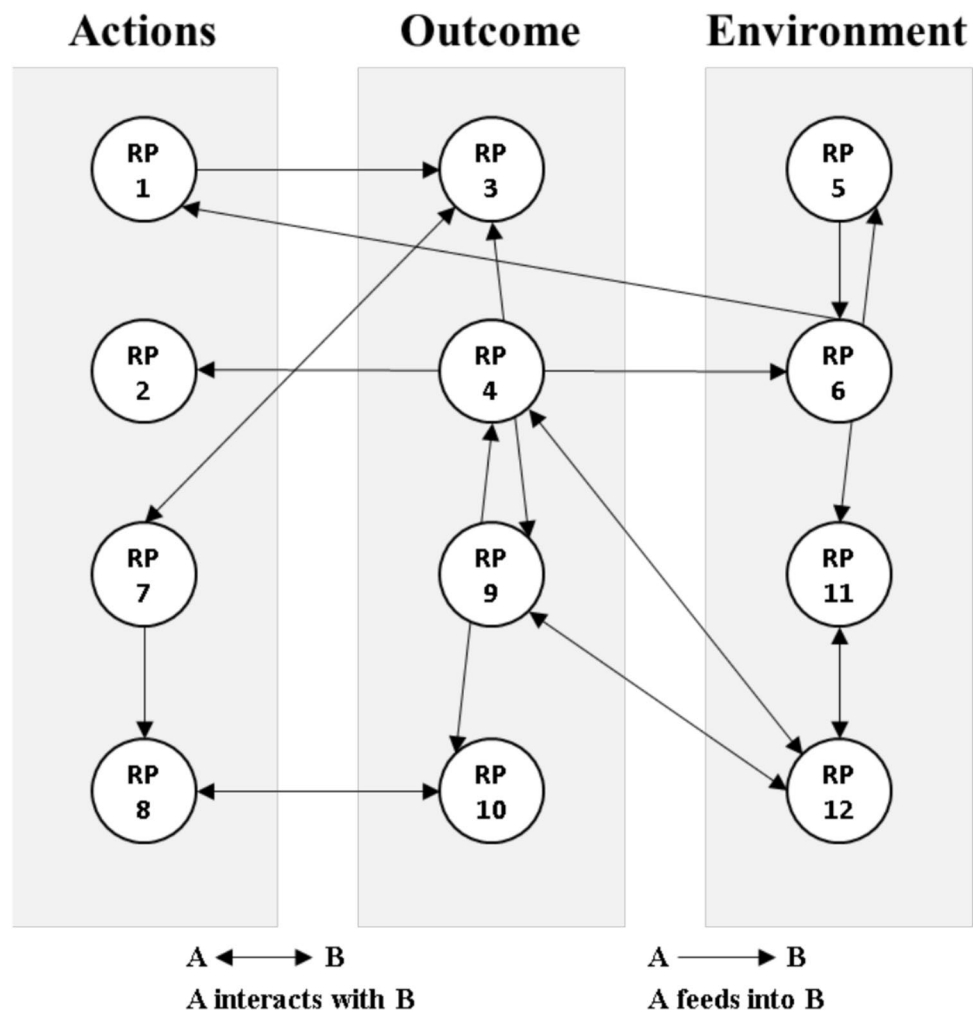 Actions Outcome Environment
RP
1
RP
3
RP
5
RP
2
RP
4
RP
6
RP
7
RP
9
RP
11
RP
8
RP
10
RP
12
A B
A interacts with B
A B
A feeds into B